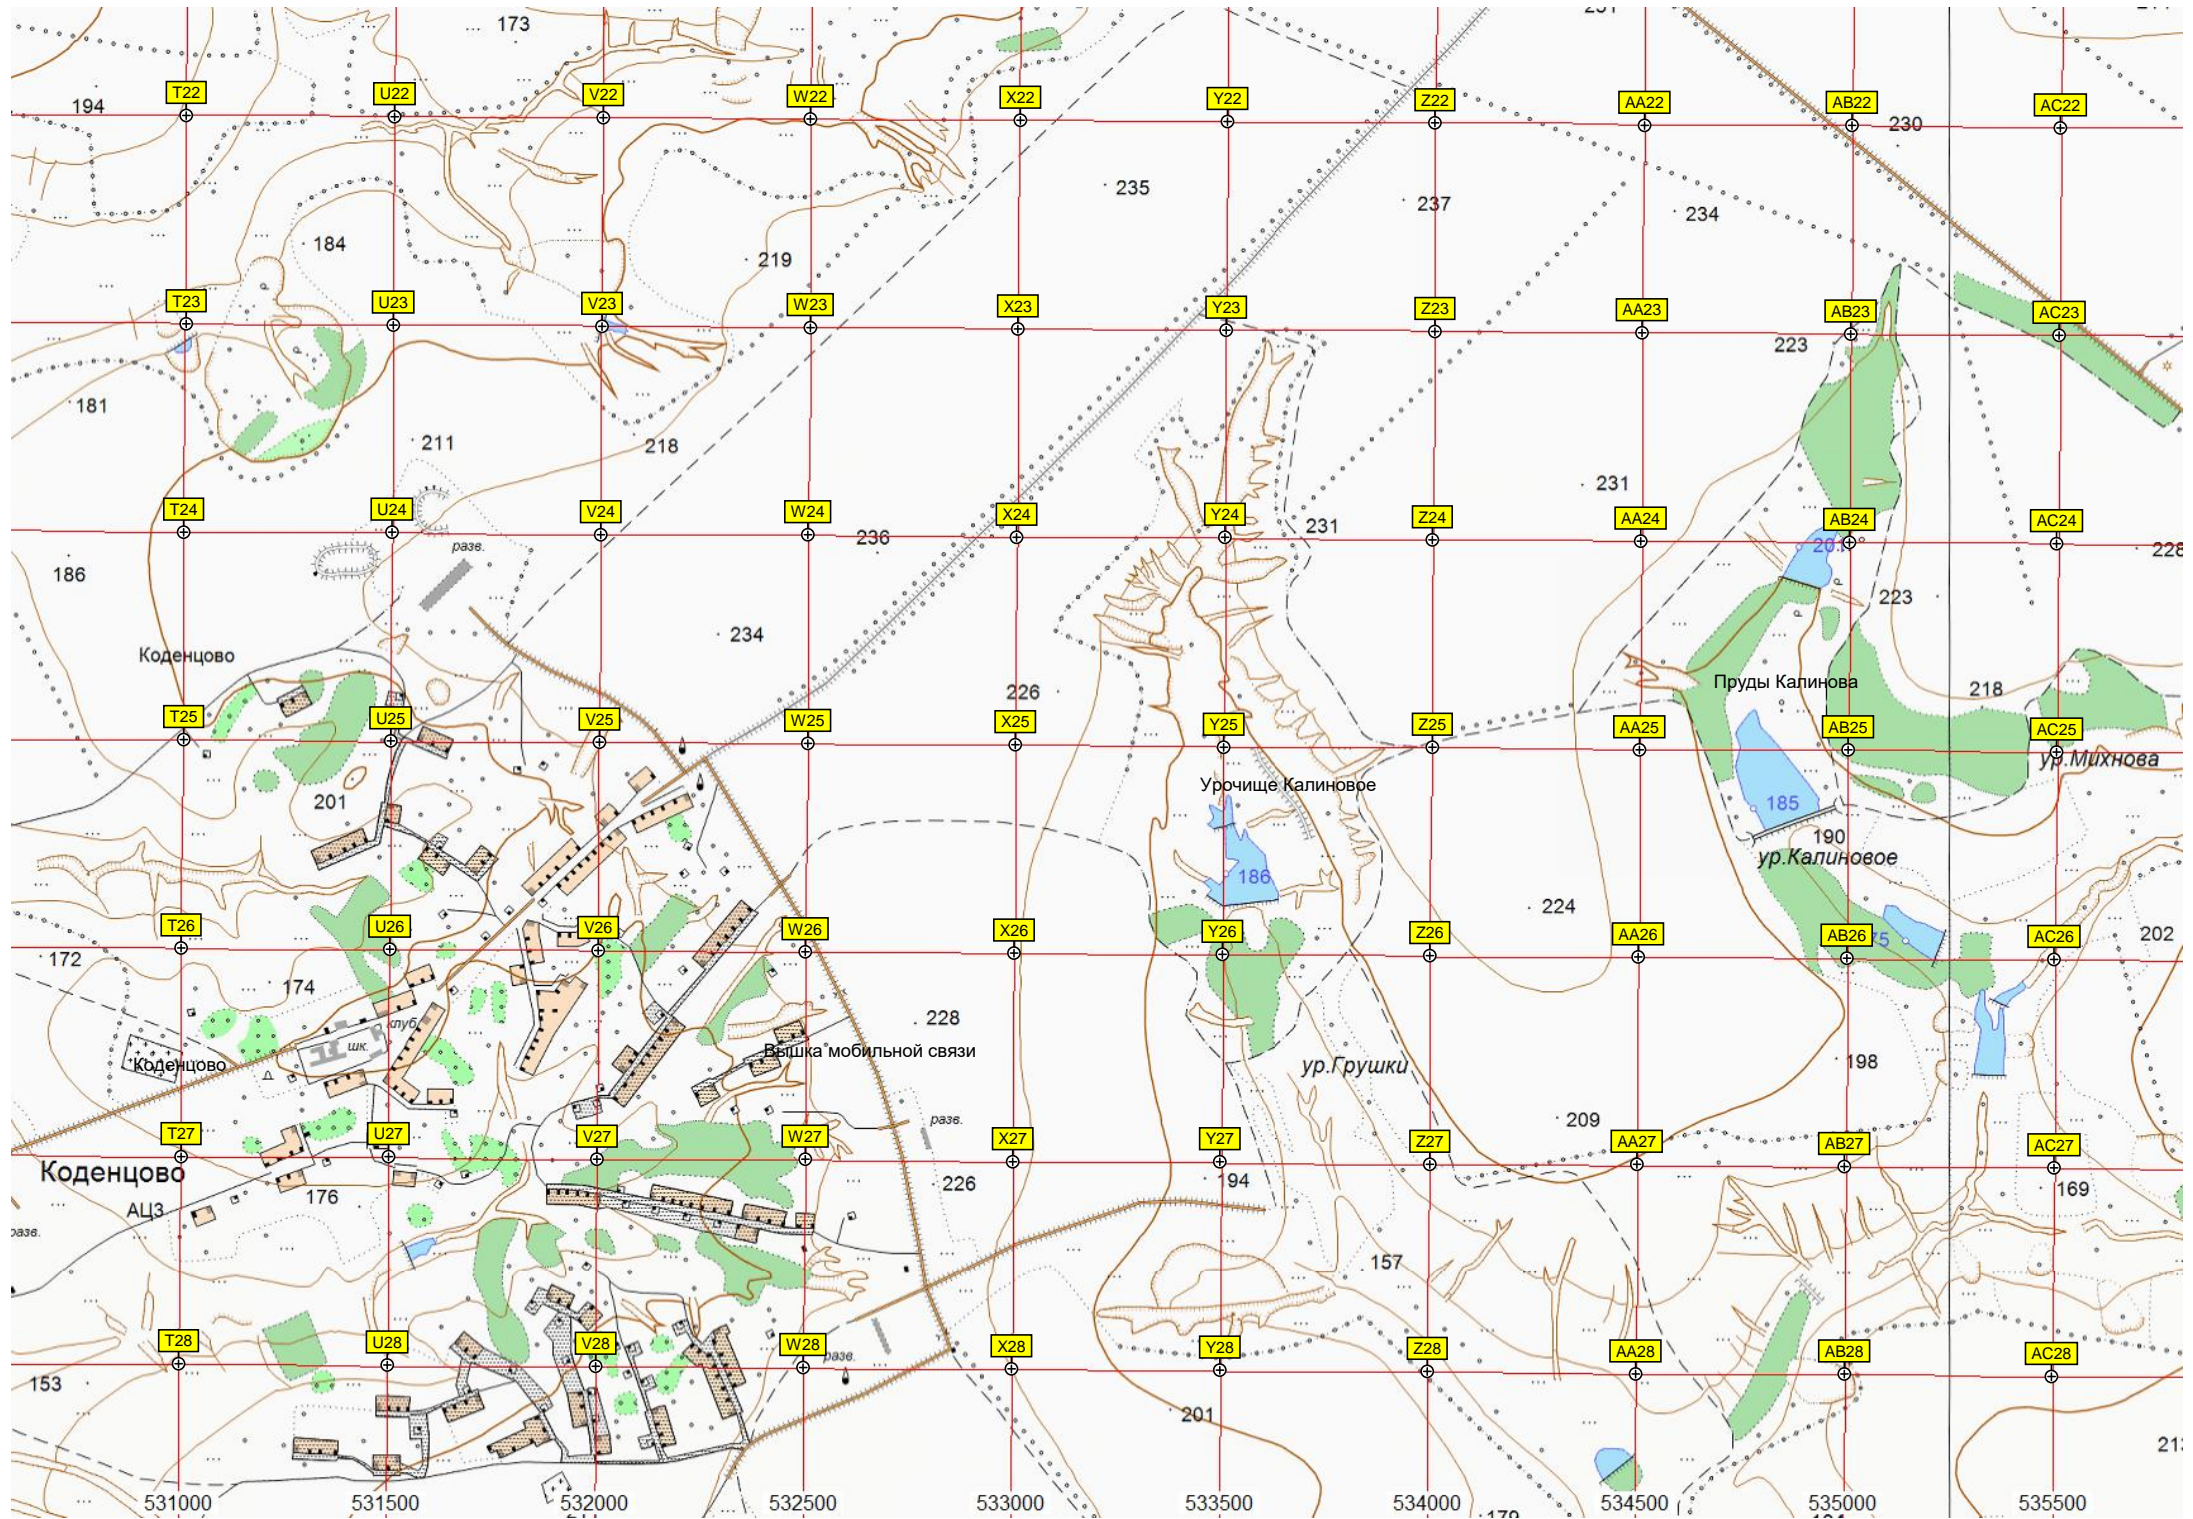 173
194
T22 U22 V22 W22 X22 Y22 Z22 AA22 AB22 AC22
230
235
237
234
184
219
T23 U23 V23 W23 X23 Y23 Z23 AA23 AB23 AC23
223
181
211
218
231
T24 U24 V24 W24 X24 Y24 Z24 AA24 AB24 AC24
231
236
разв.
228
186
223
234
Коденцово
226
Пруды Калинова
218
T25 U25 V25 W25 X25 Y25 Z25 AA25 AB25 AC25
ур.Михнова
Урочище Калиновое
201
185
190
ур.Калиновое
186
224
T26 U26 V26 W26 X26 Y26 Z26 AA26 AB26 AC26
202
172
174
228
клуб
шк.
Вышка мобильной связи
Коденцово
ур.Грушки
198
209
разв.
T27 U27 V27 W27 X27 Y27 Z27 AA27 AB27 AC27
Коденцово
176
226
194
169
АЦЗ
157
T28 U28 V28 W28 X28 Y28 Z28 AA28 AB28 AC28
разв.
153
201
531000 531500 532000 532500 533000 533500 534000 534500 535000 535500